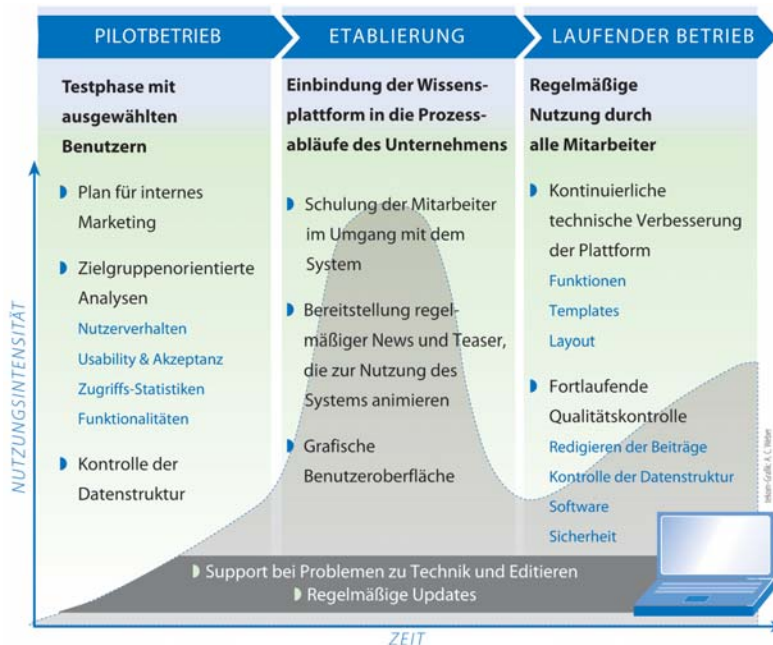 PILOTBETRIEB
ETABLIERUNG
LAUFENDER BETRIEB
Testphase mit
ausgewählten
Benutzern
Plan für internes
Marketing
Zielgruppenorientierte
Analysen
Nutzerverhalten
Usability & Akzeptanz
Zugriffs-Statistiken
Funktionalitäten
Kontrolle der
Datenstruktur
Einbindung der Wissens-
plattform in die Prozess-
abläufe des Unternehmens
Schulung der Mitarbeiter
im Umgang mit dem
System
Bereitstellung regel-
mäßiger News und Teaser,
die zur Nutzung des
Systems animieren
Grafische
Benutzeroberfläche
Regelmäßige
Nutzung durch
alle Mitarbeiter
Kontinuierliche
technische Verbesserung
der Plattform
Funktionen
Templates
Layout
Fortlaufende
Qualitätskontrolle
Redigieren der Beiträge
Kontrolle der Datenstruktur
Software
Sicherheit
Support bei Problemen zu Technik und Editieren
Regelmäßige Updates
NUTZUNGSINTENSITÄT
ZEIT
A. C. Weber